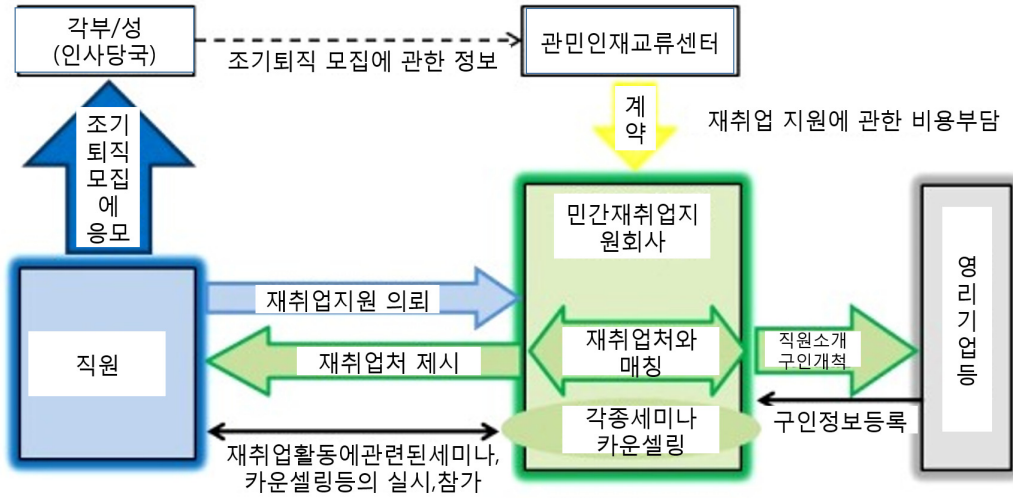 각부/성
(인사당국)
조기퇴직 모집에 관한 정보
관민인재교류센터
조기
퇴직
모집
에
응모
계
약
재취업 지원에 관한 비용부담
민간재취업지
원회사
직원
재취업지원 의뢰
재취업처 제시
재취업처와
매칭
직원소개
구인개척
영
리
기
업
등
각종세미나
카운셀링
구인정보등록
재취업활동에관련된세미나,
카운셀링등의 실시,참가